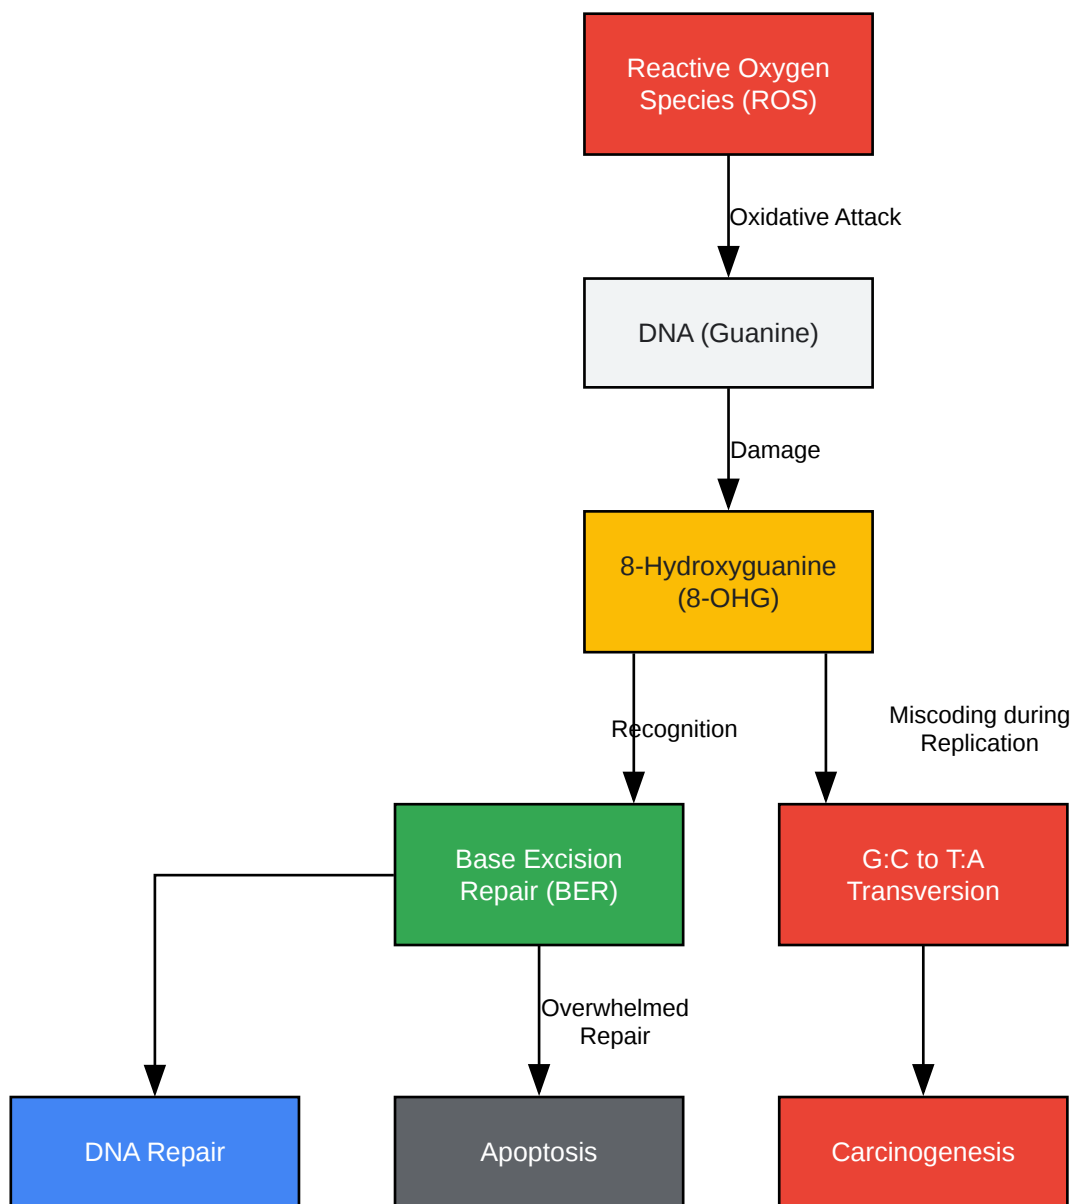 Reactive Oxygen
Species (ROS)
Oxidative Attack
DNA (Guanine)
Damage
8-Hydroxyguanine
(8-OHG)
Recognition
Miscoding during
Replication
Base Excision
Repair (BER)
G:C to T:A
Transversion
Overwhelmed
Repair
DNA Repair
Apoptosis
Carcinogenesis